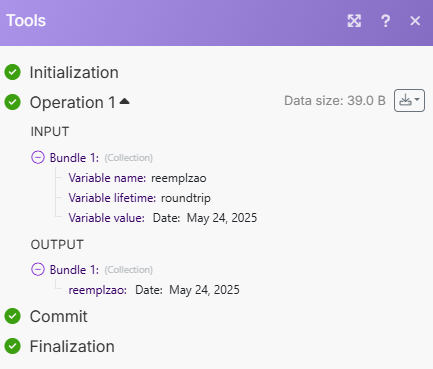 Tools
Initialization
Operation 1
Data size: 39.0 B
INPUT
Bundle 1: (Collection)
Variable name: reemplzao
Variable lifetime: roundtrip
Variable value: Date: May 24, 2025
OUTPUT
Bundle 1: (Collection)
reemplzao: Date: May 24, 2025
Commit
Finalization